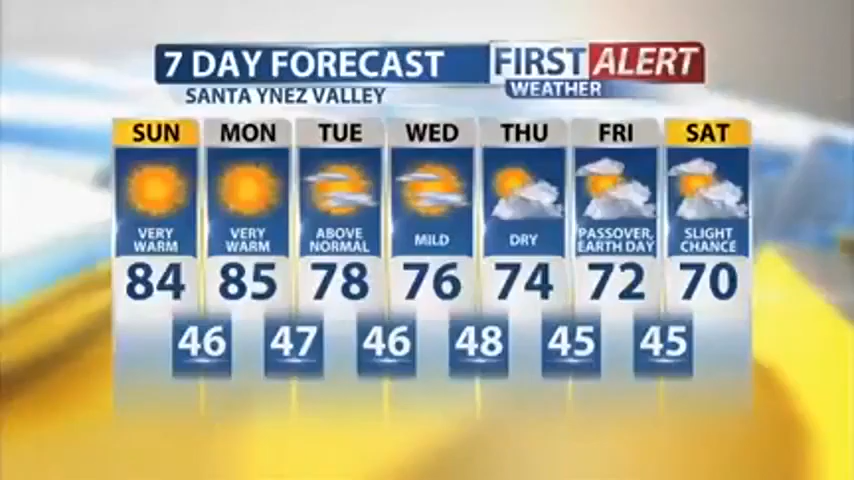 7 DAY FORECAST FIRST ALERT
SANTA YNEZ VALLEY WEATHER
SUN MON TUE WED THU FRI SAT
VERY WARM VERY WARM ABOVE NORMAL MILD DRY PASSOVER, EARTH DAY SLIGHT CHANCE
84 85 78 76 74 72 70
46 47 46 48 45 45